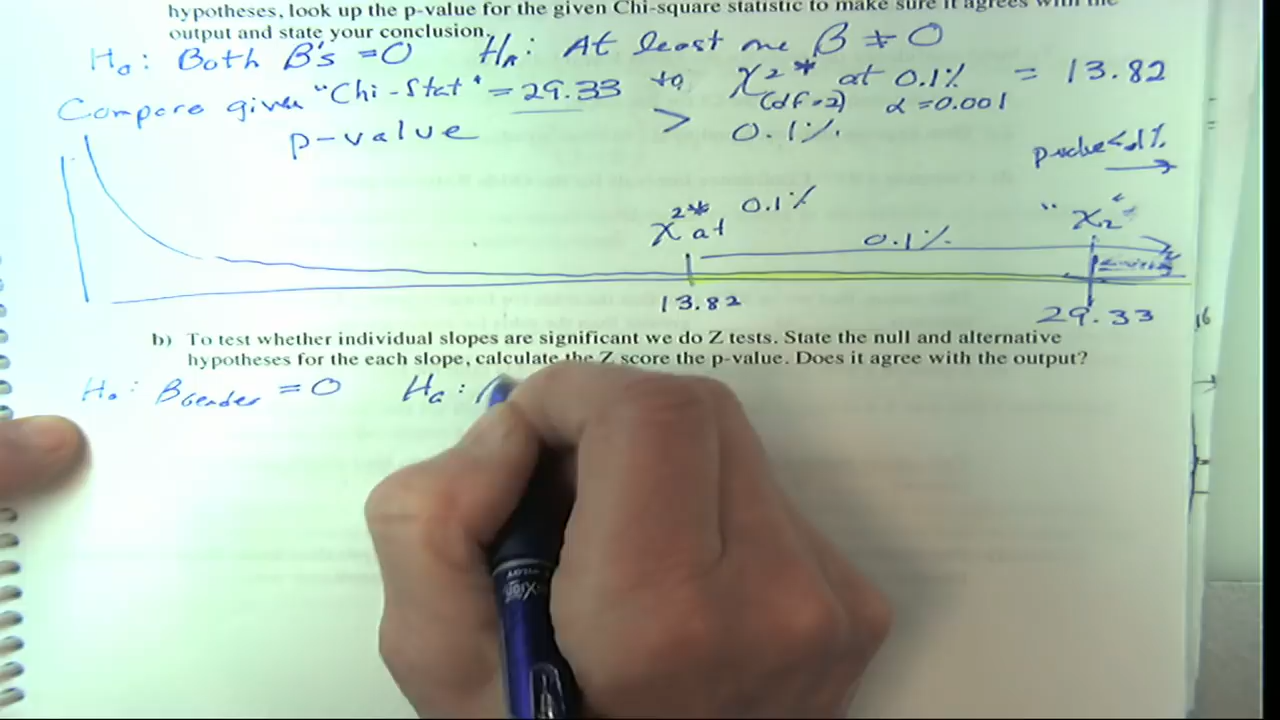 hypotheses, look up the p-value for the given Chi-square statistic to make sure it agrees with the
output and state your conclusion.
Ho: Both B's = 0 HA: At least one β ≠ 0
Compare given "Chi-Stat" = 29.33 to χ2* at 0.1% = 13.82
(df=2) α = 0.001
p-value > 0.1%
p-value < .1%
χ2* at 0.1% "χ2"
0.1%
13.82 29.33
b) To test whether individual slopes are significant we do Z tests. State the null and alternative
hypotheses for the each slope, calculate the Z score the p-value. Does it agree with the output?
Ho: BGender = 0 Ha: